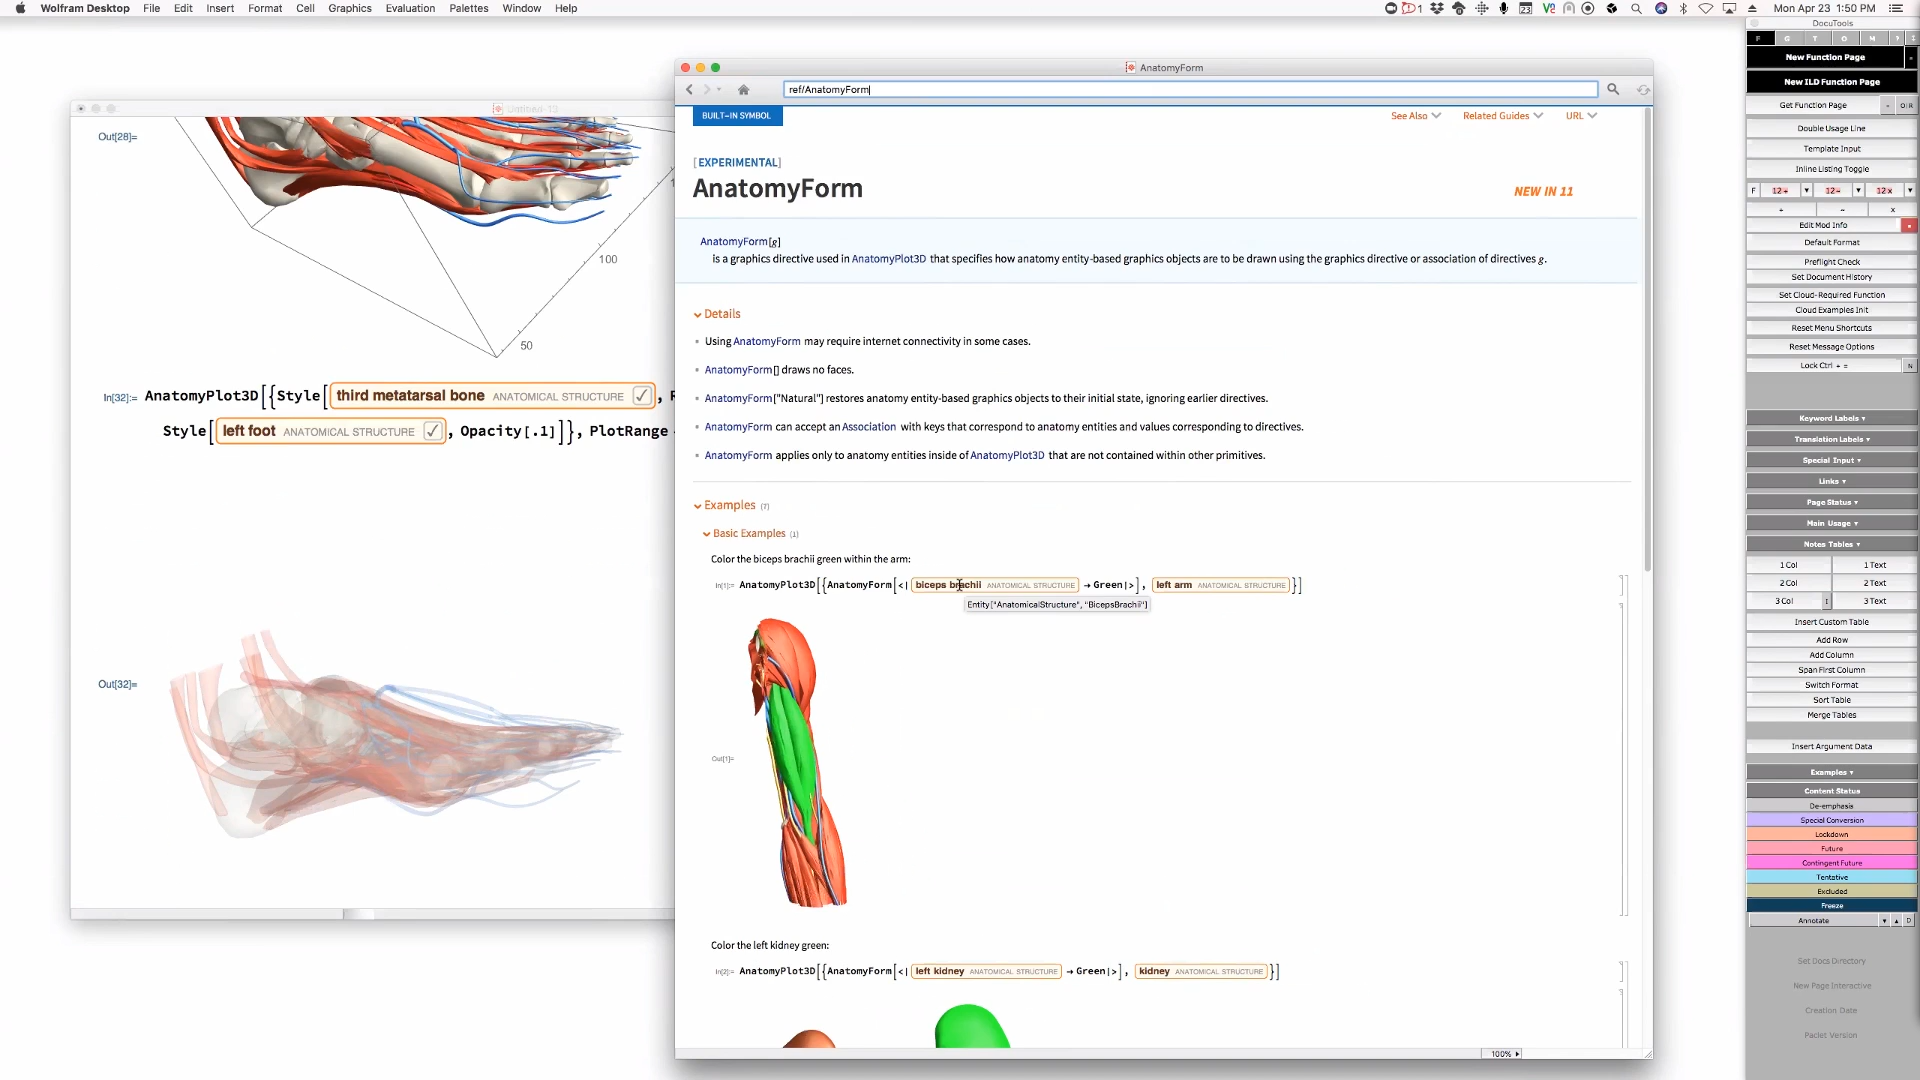 Wolfram Desktop File Edit Insert Format Cell Graphics Evaluation Palettes Window Help
1 Mon Apr 23 1:50 PM
Untitled-13
Out[28]=
100
50
In[32]:= AnatomyPlot3D[{Style[ third metatarsal bone ANATOMICAL STRUCTURE ,
Style[ left foot ANATOMICAL STRUCTURE , Opacity[.1]]}, PlotRange
Out[32]=
AnatomyForm
ref/AnatomyForm
BUILT-IN SYMBOL
See Also Related Guides URL
[EXPERIMENTAL]
AnatomyForm
NEW IN 11
AnatomyForm[g]
is a graphics directive used in AnatomyPlot3D that specifies how anatomy entity-based graphics objects are to be drawn using the graphics directive or association of directives g.
Details
Using AnatomyForm may require internet connectivity in some cases.
AnatomyForm[] draws no faces.
AnatomyForm["Natural"] restores anatomy entity-based graphics objects to their initial state, ignoring earlier directives.
AnatomyForm can accept an Association with keys that correspond to anatomy entities and values corresponding to directives.
AnatomyForm applies only to anatomy entities inside of AnatomyPlot3D that are not contained within other primitives.
Examples (7)
Basic Examples (1)
Color the biceps brachii green within the arm:
In[1]:= AnatomyPlot3D[{AnatomyForm[<| biceps brachii ANATOMICAL STRUCTURE → Green|>], left arm ANATOMICAL STRUCTURE }]
Entity["AnatomicalStructure", "BicepsBrachii"]
Out[1]=
Color the left kidney green:
In[2]:= AnatomyPlot3D[{AnatomyForm[<| left kidney ANATOMICAL STRUCTURE → Green|>], kidney ANATOMICAL STRUCTURE }]
100%
DocuTools
F G T O M ?
New Function Page
New ILD Function Page
Get Function Page - O|R
Double Usage Line
Template Input
Inline Listing Toggle
F 12+ 12- 12x
+ - x
Edit Mod Info
Default Format
Preflight Check
Set Document History
Set Cloud-Required Function
Cloud Examples Init
Reset Menu Shortcuts
Reset Message Options
Lock Ctrl + = N
Keyword Labels
Translation Labels
Special Input
Links
Page Status
Main Usage
Notes Tables
1 Col 1 Text
2 Col 2 Text
3 Col 3 Text
Insert Custom Table
Add Row
Add Column
Span First Column
Switch Format
Sort Table
Merge Tables
Insert Argument Data
Examples
Content Status
De-emphasis
Special Conversion
Lockdown
Future
Contingent Future
Tentative
Excluded
Freeze
Annotate D
Set Docs Directory
New Page Interactive
Creation Date
Paclet Version